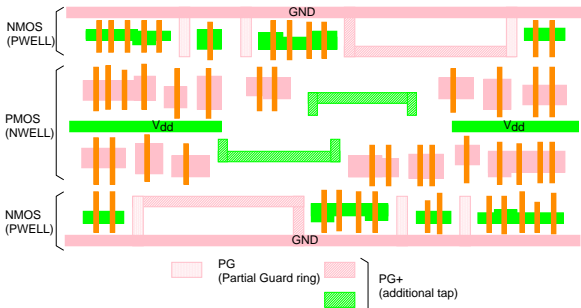 GND
NMOS
(PWELL)
PMOS
(NWELL)
Vdd
Vdd
NMOS
(PWELL)
GND
PG
(Partial Guard ring)
PG+
(additional tap)